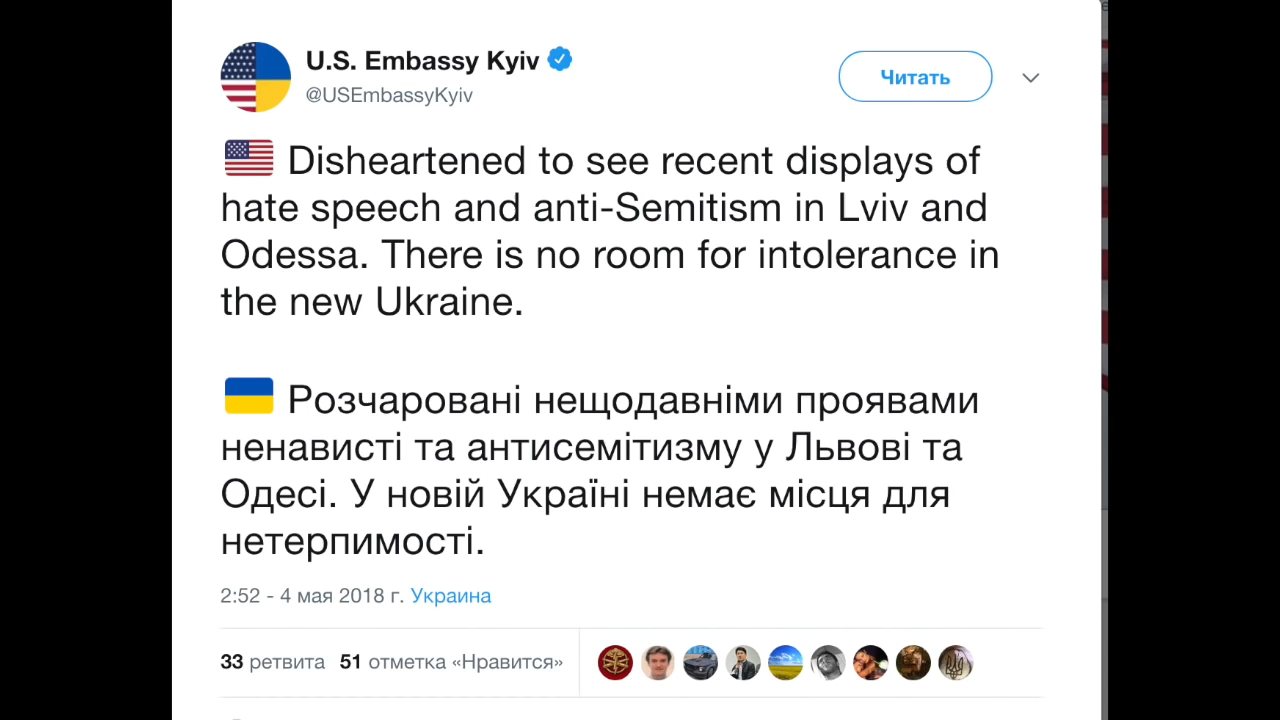 U.S. Embassy Kyiv
@USEmbassyKyiv
Читать
Disheartened to see recent displays of
hate speech and anti-Semitism in Lviv and
Odessa. There is no room for intolerance in
the new Ukraine.
Розчаровані нещодавніми проявами
ненависті та антисемітизму у Львові та
Одесі. У новій Україні немає місця для
нетерпимості.
2:52 - 4 мая 2018 г. Украина
33 ретвита 51 отметка «Нравится»